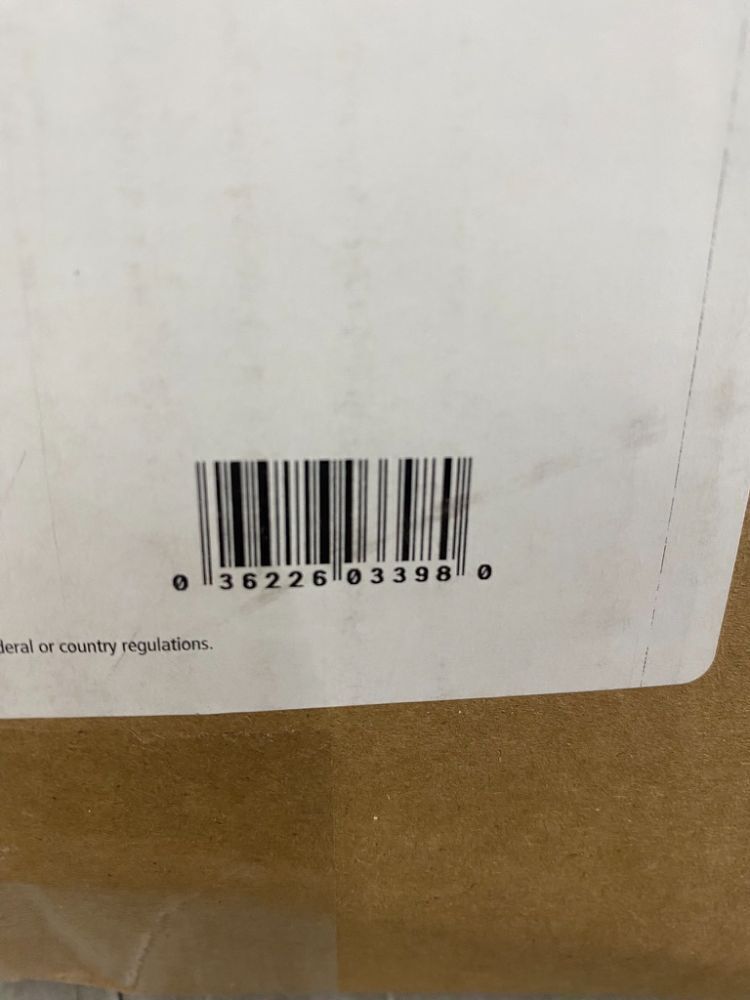 0 36226 03398 0
deral or country regulations.